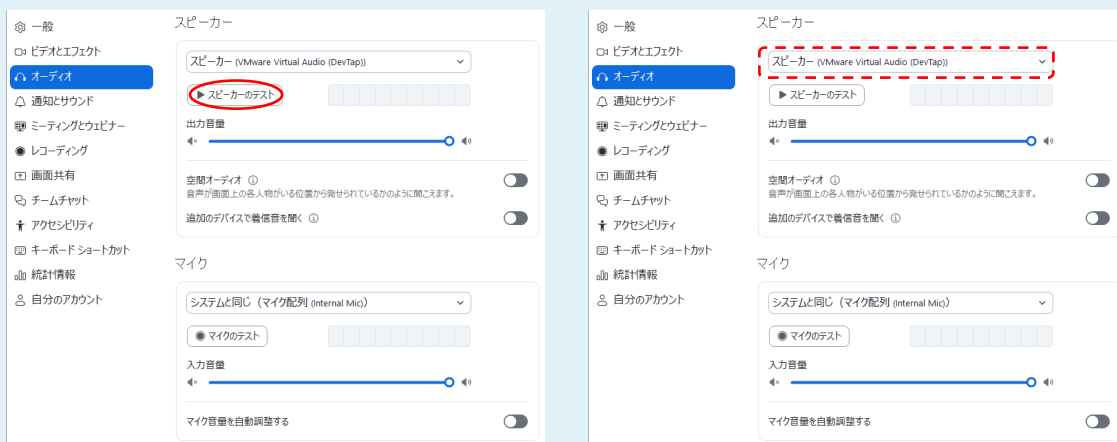 一般
ビデオとエフェクト
オーディオ
通知とサウンド
ミーティングとウェビナー
レコーディング
画面共有
チームチャット
アクセシビリティ
キーボード ショートカット
統計情報
自分のアカウント
スピーカー
スピーカー (VMware Virtual Audio (DevTap))
スピーカーのテスト
出力音量
空間オーディオ
音声が画面上の各人物がいる位置から発せられているかのように聞こえます。
追加のデバイスで着信音を聞く
マイク
システムと同じ（マイク配列 (Internal Mic)）
マイクのテスト
入力音量
マイク音量を自動調整する
一般
ビデオとエフェクト
オーディオ
通知とサウンド
ミーティングとウェビナー
レコーディング
画面共有
チームチャット
アクセシビリティ
キーボード ショートカット
統計情報
自分のアカウント
スピーカー
スピーカー (VMware Virtual Audio (DevTap))
スピーカーのテスト
出力音量
空間オーディオ
音声が画面上の各人物がいる位置から発せられているかのように聞こえます。
追加のデバイスで着信音を聞く
マイク
システムと同じ（マイク配列 (Internal Mic)）
マイクのテスト
入力音量
マイク音量を自動調整する